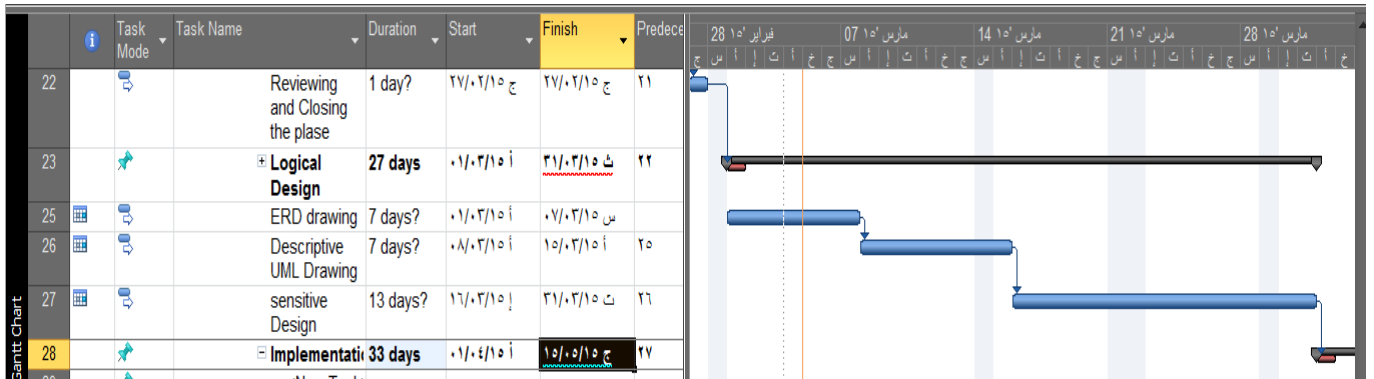 Task Mode Task Name Duration Start Finish Predece
22 Reviewing and Closing the plase 1 day? ج ٢٧/٠٢/١٥ ج ٢٧/٠٢/١٥ ٢١
23 Logical Design 27 days أ ٠١/٠٣/١٥ ث ٣١/٠٣/١٥ ٢٢
25 ERD drawing 7 days? أ ٠١/٠٣/١٥ س ٠٧/٠٣/١٥
26 Descriptive UML Drawing 7 days? أ ٠٨/٠٣/١٥ أ ١٥/٠٣/١٥ ٢٥
27 sensitive Design 13 days? إ ١٦/٠٣/١٥ ث ٣١/٠٣/١٥ ٢٦
28 Implementati 33 days أ ٠١/٠٤/١٥ ج ١٥/٠٥/١٥ ٢٧
28 فبراير '١٥ 07 مارس '١٥ 14 مارس '١٥ 21 مارس '١٥ 28 مارس '١٥
ج س أ إ ث أ خ ج س أ إ ث أ خ ج س أ إ ث أ خ ج س أ إ ث أ خ ج س أ إ ث أ خ
Gantt Chart